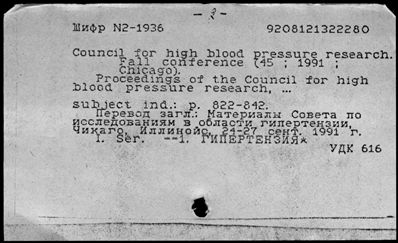 - 2 -
Шифр N2-1936 9208121322280
Council for high blood pressure research.
Fall conference (45 ; 1991 ;
Chicago).
Proceedings of the Council for high
blood pressure research, ...
subject ind.: p. 822-842.
Перевод загл.: Материалы Совета по
исследованиям в области гипертензии,
Чикаго, Иллинойс, 24-27 сент. 1991 г.
I. Ser. --1. ГИПЕРТЕНЗИЯ*
УДК 616